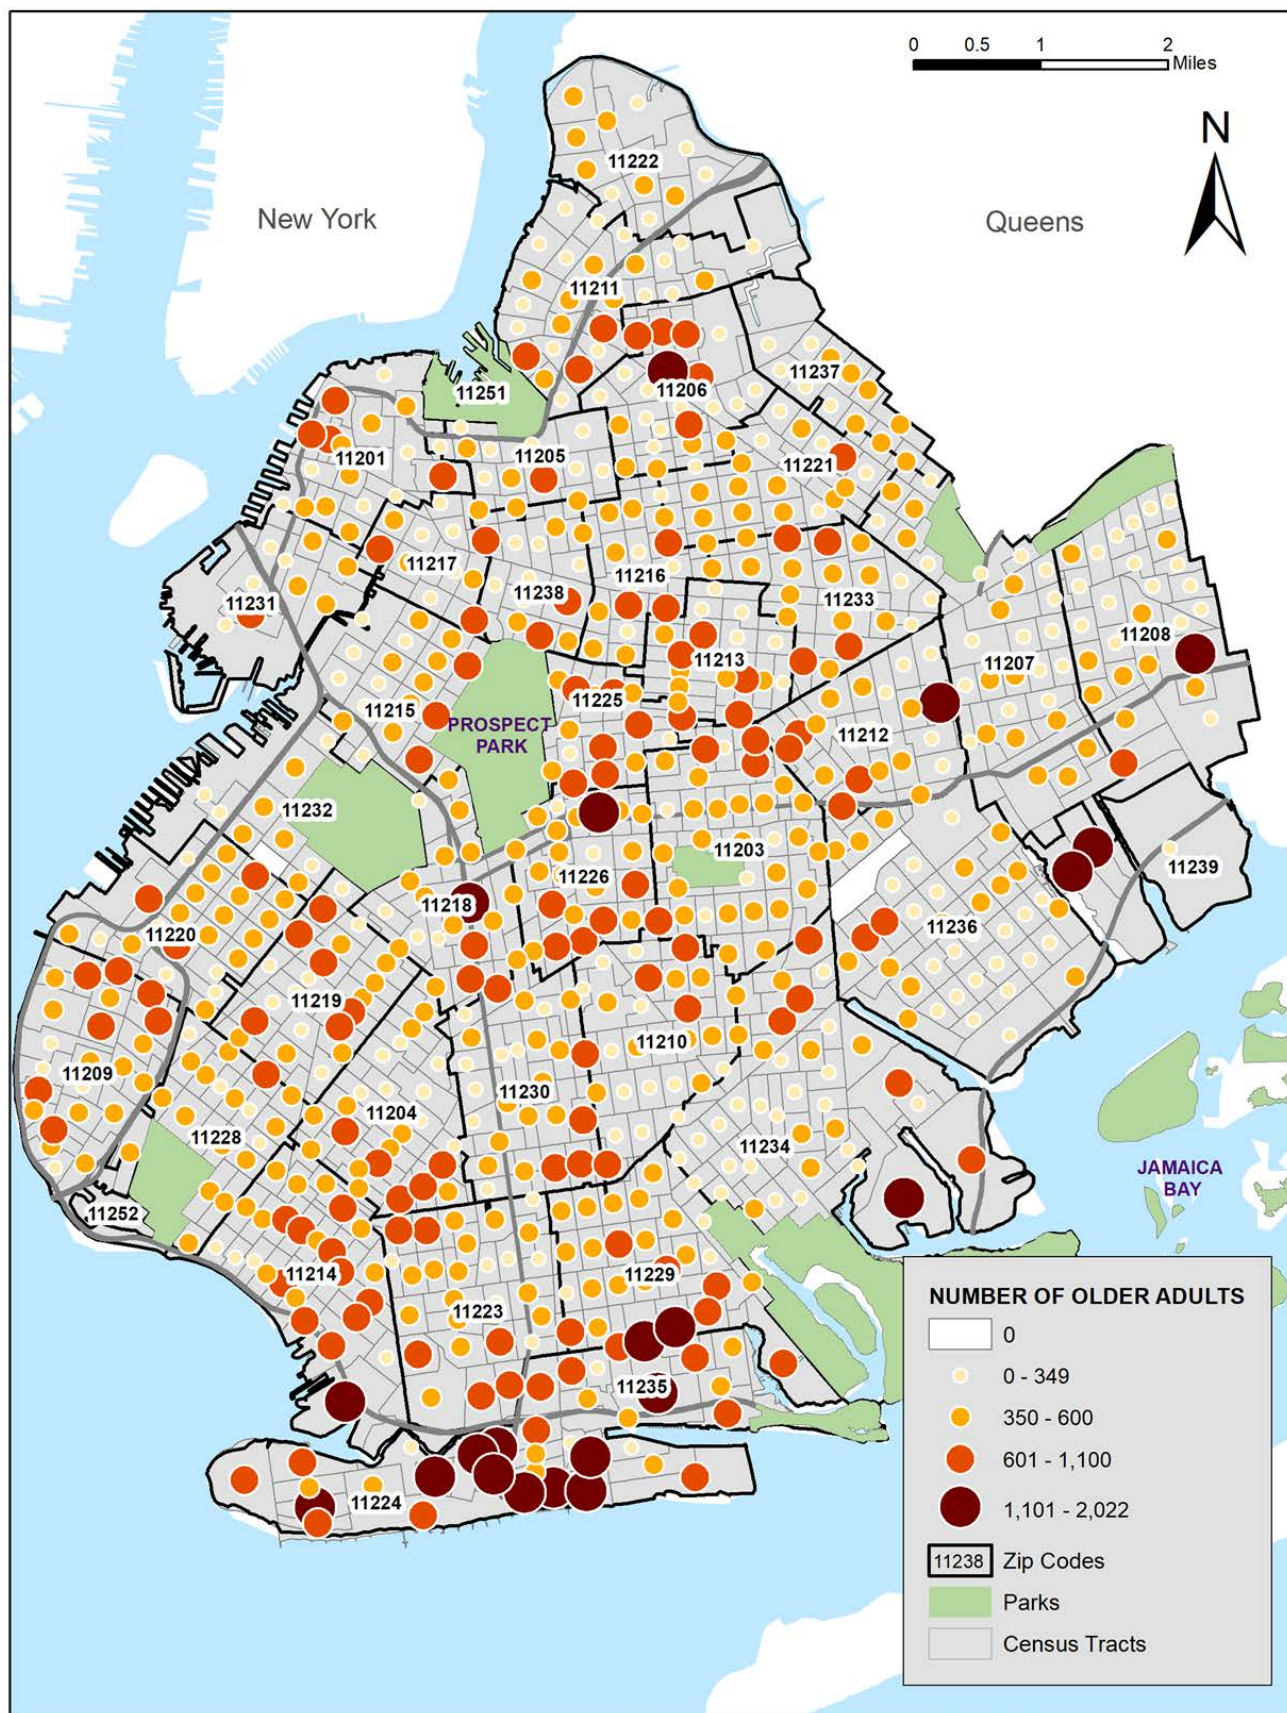 0 0.5 1 2
Miles
N
New York
Queens
11222
11211
11237
11251
11206
11201
11205
11221
11217
11216
11238
11233
11231
11208
11213
11207
11225
11215
PROSPECT
PARK
11212
11232
11203
11239
11226
11218
11236
11220
11219
11210
11209
11230
11204
11228
11234
JAMAICA
BAY
11252
11214
11229
11223
11235
11224
NUMBER OF OLDER ADULTS
0
0 - 349
350 - 600
601 - 1,100
1,101 - 2,022
11238 Zip Codes
Parks
Census Tracts